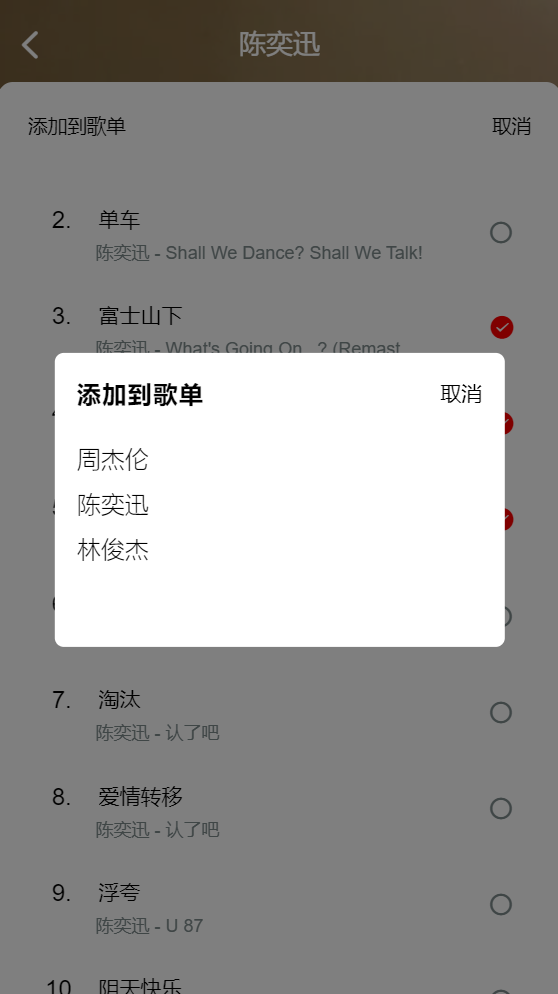 陈奕迅
添加到歌单 取消
2. 单车
陈奕迅 - Shall We Dance? Shall We Talk!
3. 富士山下
陈奕迅 - What's Going On...? (Remast
添加到歌单 取消
周杰伦
陈奕迅
林俊杰
7. 淘汰
陈奕迅 - 认了吧
8. 爱情转移
陈奕迅 - 认了吧
9. 浮夸
陈奕迅 - U 87
10 阴天快乐